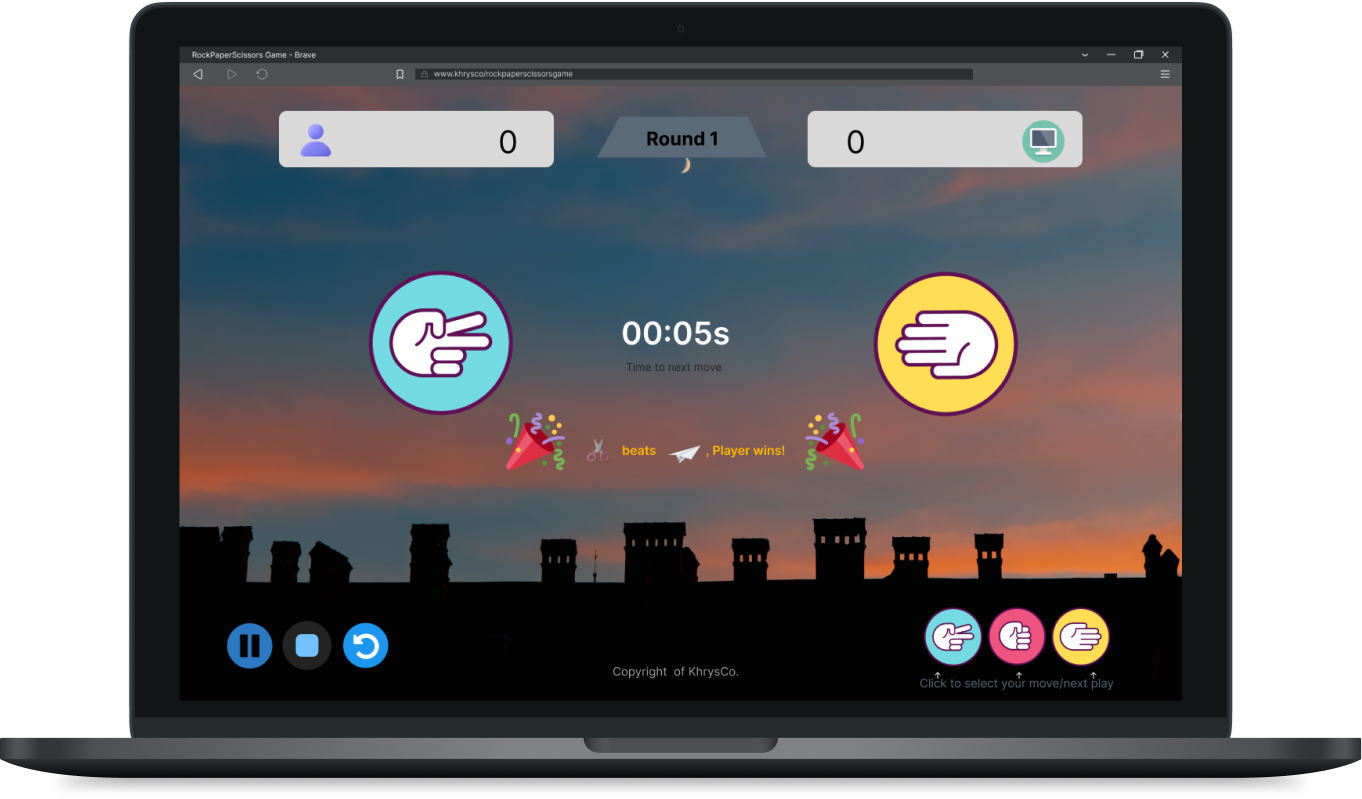 RockPaperScissors Game - Brave
www.khrysco/rockpaperscissorsgame
0
Round 1
0
00:05s
Time to next move
beats , Player wins!
Copyright of KhrysCo.
Click to select your move/next play